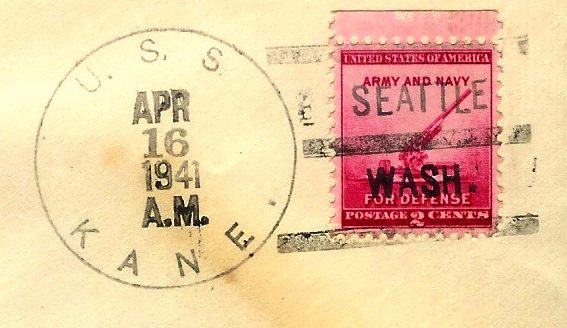 U. S. S.
KANE.
APR
16
1941
A.M.
UNITED STATES OF AMERICA
ARMY AND NAVY
SEATTLE
WASH.
FOR DEFENSE
POSTAGE 2 CENTS